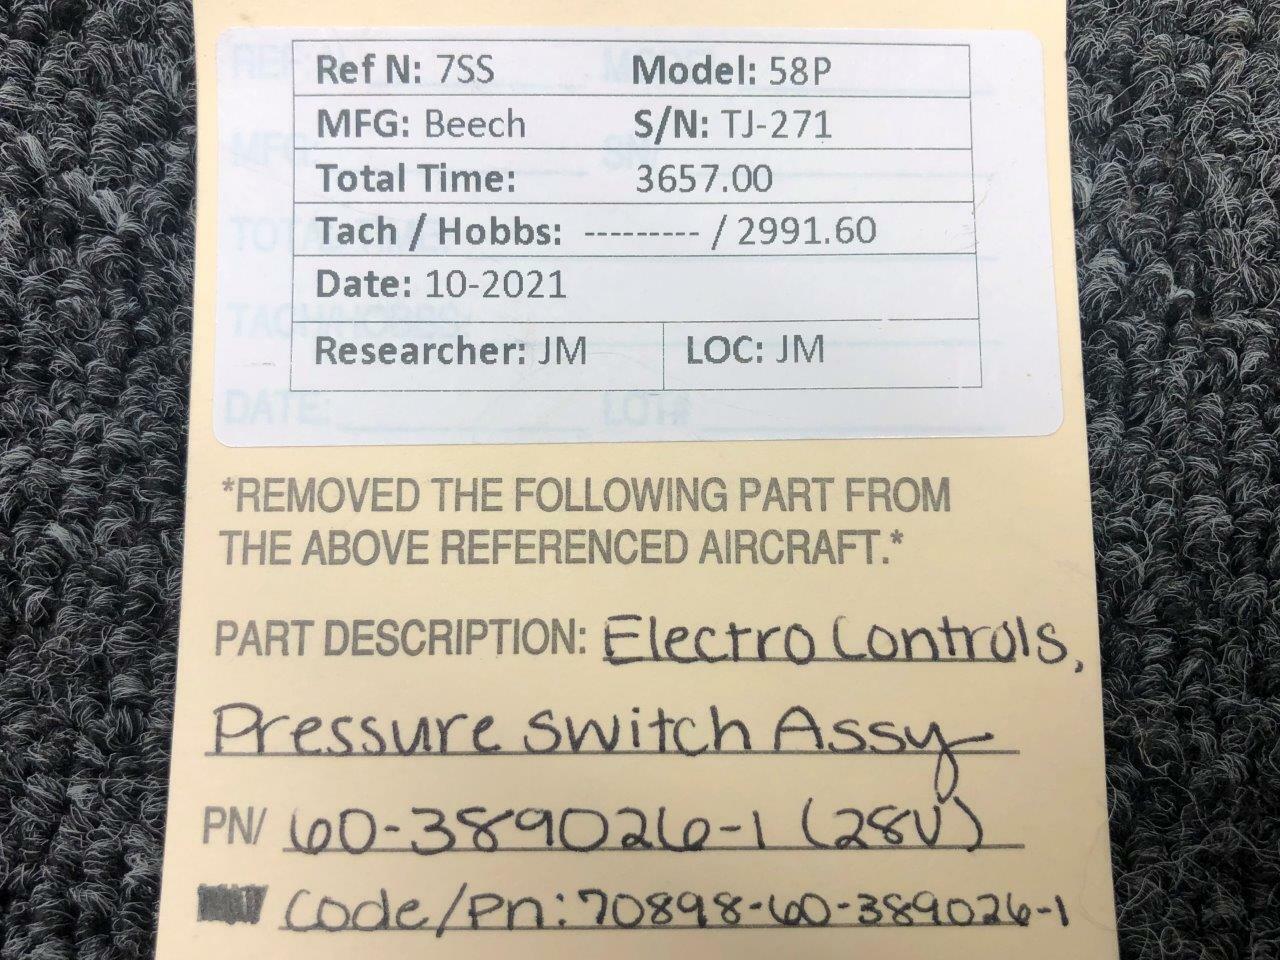 Ref N: 7SS Model: 58P
MFG: Beech S/N: TJ-271
Total Time: 3657.00
Tach / Hobbs: --------- / 2991.60
Date: 10-2021
Researcher: JM LOC: JM
DATE: LOT#
*REMOVED THE FOLLOWING PART FROM
THE ABOVE REFERENCED AIRCRAFT.*
PART DESCRIPTION: Electro Controls,
Pressure Switch Assy
PN/ 60-389026-1 (28V)
Code/Pn: 70898-60-389026-1